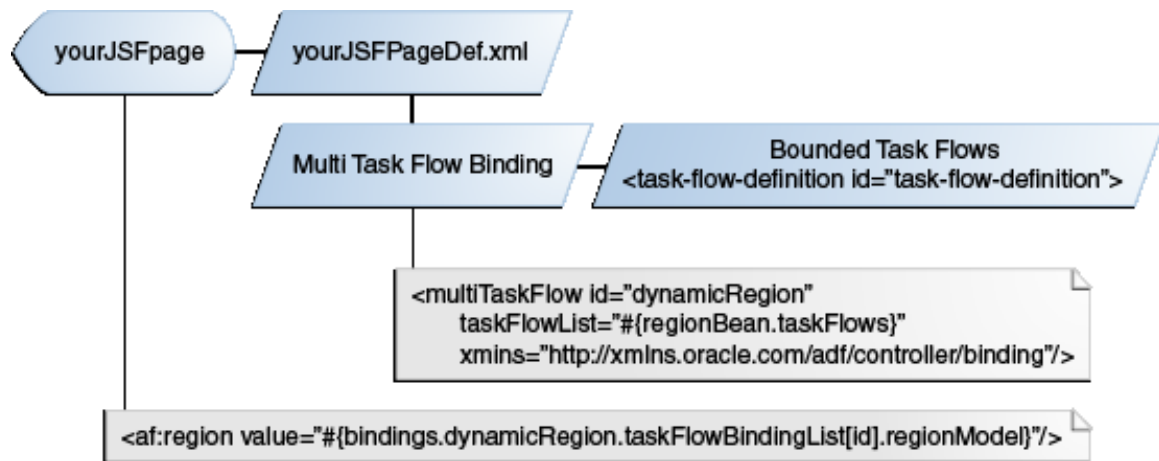 yourJSFpage
yourJSFPageDef.xml
Multi Task Flow Binding
Bounded Task Flows
<task-flow-definition id="task-flow-definition">
<multiTaskFlow id="dynamicRegion"
taskFlowList="#{regionBean.taskFlows}"
xmins="http://xmlns.oracle.com/adf/controller/binding"/>
<af:region value="#{bindings.dynamicRegion.taskFlowBindingList[id].regionModel}"/>